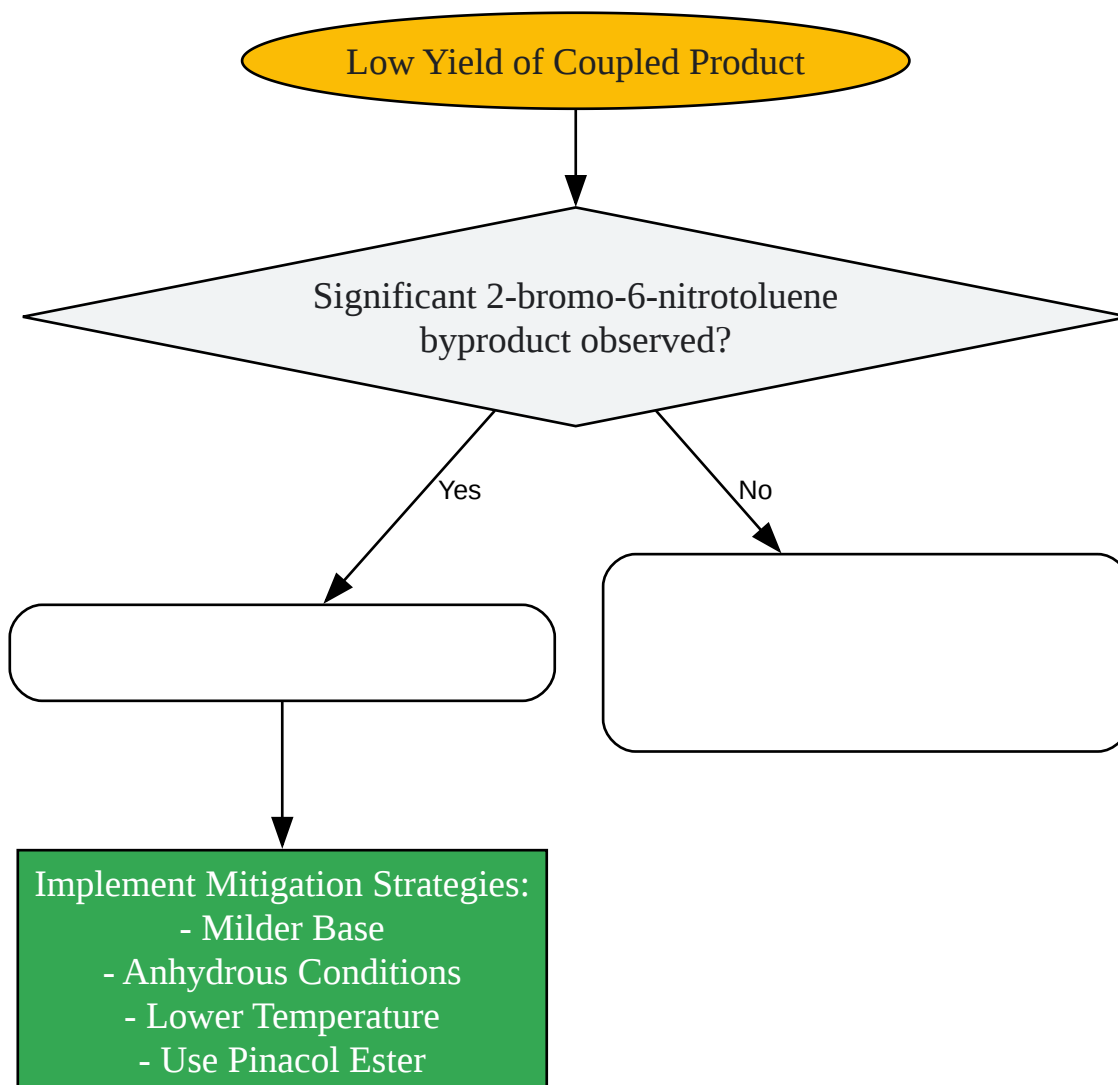 Low Yield of Coupled Product
Significant 2-bromo-6-nitrotoluene
byproduct observed?
Yes
No
Implement Mitigation Strategies:
- Milder Base
- Anhydrous Conditions
- Lower Temperature
- Use Pinacol Ester